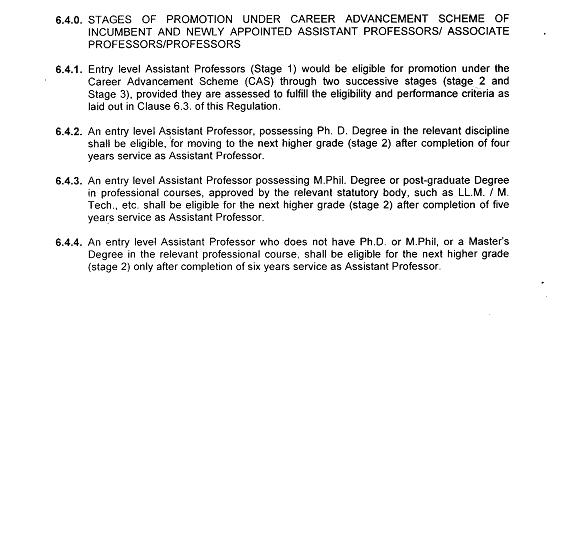 6.4.0. STAGES OF PROMOTION UNDER CAREER ADVANCEMENT SCHEME OF
INCUMBENT AND NEWLY APPOINTED ASSISTANT PROFESSORS/ ASSOCIATE
PROFESSORS/PROFESSORS
6.4.1. Entry level Assistant Professors (Stage 1) would be eligible for promotion under the
Career Advancement Scheme (CAS) through two successive stages (stage 2 and
Stage 3), provided they are assessed to fulfill the eligibility and performance criteria as
laid out in Clause 6.3. of this Regulation.
6.4.2. An entry level Assistant Professor, possessing Ph. D. Degree in the relevant discipline
shall be eligible, for moving to the next higher grade (stage 2) after completion of four
years service as Assistant Professor.
6.4.3. An entry level Assistant Professor possessing M.Phil. Degree or post-graduate Degree
in professional courses, approved by the relevant statutory body, such as LL.M. / M.
Tech., etc. shall be eligible for the next higher grade (stage 2) after completion of five
years service as Assistant Professor.
6.4.4. An entry level Assistant Professor who does not have Ph.D. or M.Phil, or a Master's
Degree in the relevant professional course, shall be eligible for the next higher grade
(stage 2) only after completion of six years service as Assistant Professor.